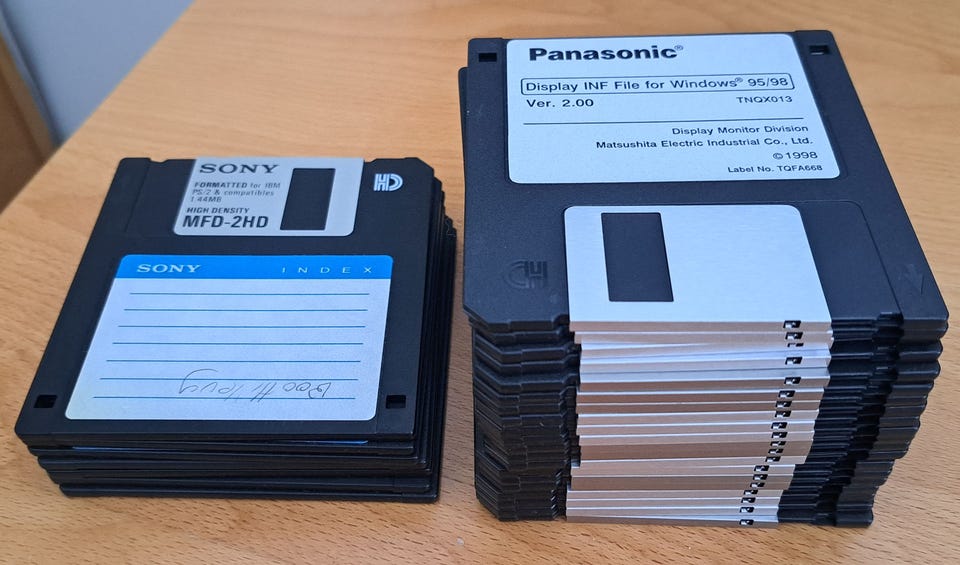 SONY
FORMATTED for IBM
PS/2 & compatibles
1.44MB
HIGH DENSITY
MFD-2HD
HD
SONY INDEX
Panasonic®
Display INF File for Windows® 95/98
Ver. 2.00 TNQX013
Display Monitor Division
Matsushita Electric Industrial Co., Ltd.
©1998
Label No. TQFA668
HD